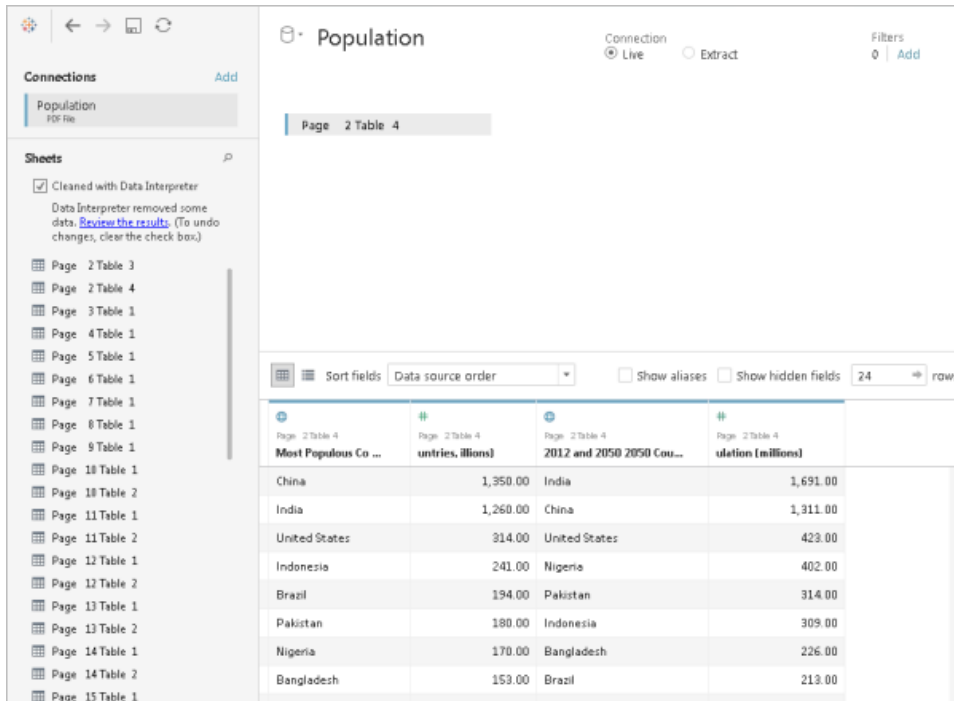 Population
Connection
Live
Extract
Filters
0 Add
Connections
Add
Population
PDF File
Page 2 Table 4
Sheets
Cleaned with Data Interpreter
Data Interpreter removed some
data. Review the results. (To undo
changes, clear the check box.)
Page 2 Table 3
Page 2 Table 4
Page 3 Table 1
Page 4 Table 1
Page 5 Table 1
Page 6 Table 1
Page 7 Table 1
Page 8 Table 1
Page 9 Table 1
Page 10 Table 1
Page 10 Table 2
Page 11 Table 1
Page 11 Table 2
Page 12 Table 1
Page 12 Table 2
Page 13 Table 1
Page 13 Table 2
Page 14 Table 1
Page 14 Table 2
Page 15 Table 1
Sort fields Data source order Show aliases Show hidden fields 24 row
# #
Page 2 Table 4 Page 2 Table 4 Page 2 Table 4 Page 2 Table 4
Most Populous Co ... untries, illions) 2012 and 2050 2050 Cou... ulation (millions)
China 1,350.00 India 1,691.00
India 1,260.00 China 1,311.00
United States 314.00 United States 423.00
Indonesia 241.00 Nigeria 402.00
Brazil 194.00 Pakistan 314.00
Pakistan 180.00 Indonesia 309.00
Nigeria 170.00 Bangladesh 226.00
Bangladesh 153.00 Brazil 213.00